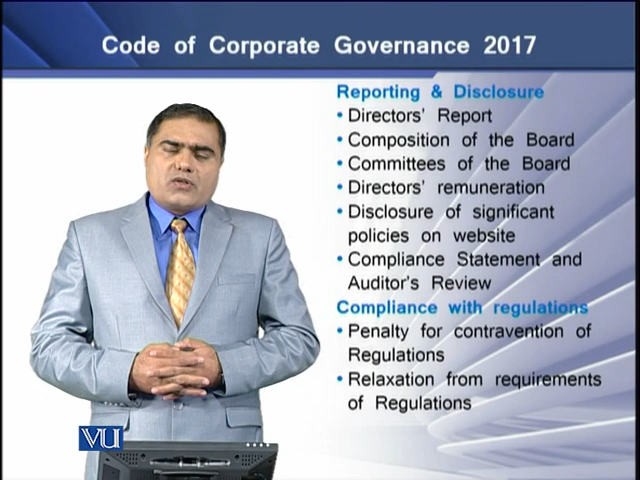 Code of Corporate Governance 2017
Reporting & Disclosure
• Directors' Report
• Composition of the Board
• Committees of the Board
• Directors' remuneration
• Disclosure of significant
policies on website
• Compliance Statement and
Auditor's Review
Compliance with regulations
• Penalty for contravention of
Regulations
• Relaxation from requirements
of Regulations
VU